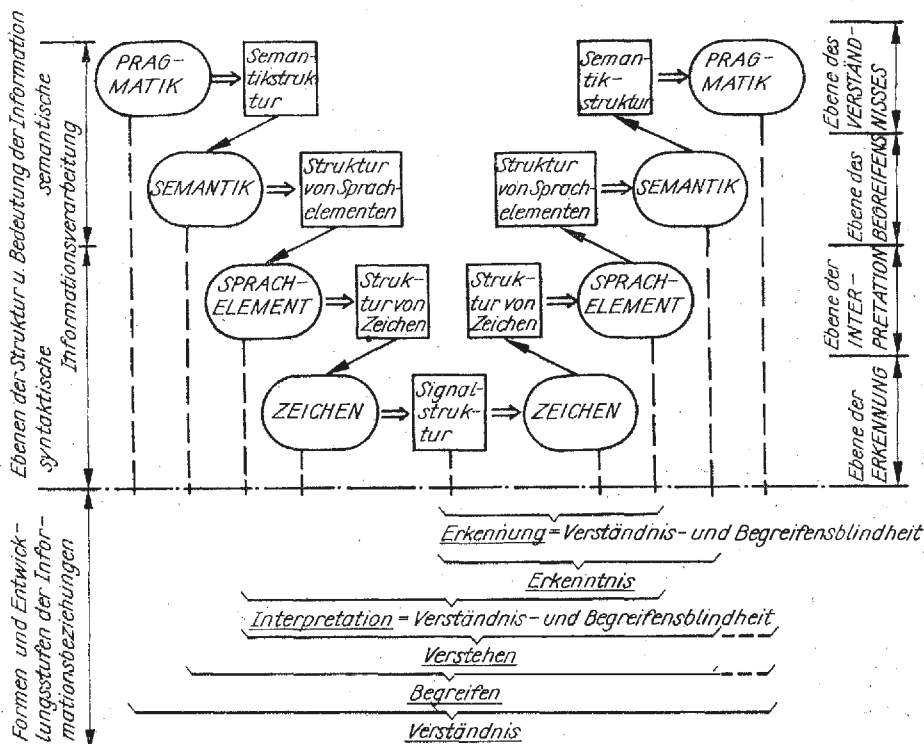 Ebenen der Struktur u. Bedeutung der Information
semantische
syntaktische
Informationsverarbeitung
PRAG-
MATIK
Seman-
tikstruk-
tur
Seman-
tik-
struktur
PRAG-
MATIK
SEMANTIK
Struktur
von Sprach-
elementen
Struktur
von Sprach-
elementen
SEMANTIK
SPRACH-
ELEMENT
Struk-
tur von
Zeichen
Struk-
tur von
Zeichen
SPRACH-
ELEMENT
ZEICHEN
Signal-
struk-
tur
ZEICHEN
Ebene des
VERSTÄND-
NISSES
Ebene des
BEGREIFENS
Ebene der
INTER-
PRETATION
Ebene der
ERKENNUNG
Formen und Entwick-
lungsstufen der Infor-
mationsbeziehungen
Erkennung = Verständnis- und Begreifensblindheit
Erkenntnis
Interpretation = Verständnis- und Begreifensblindheit
Verstehen
Begreifen
Verständnis